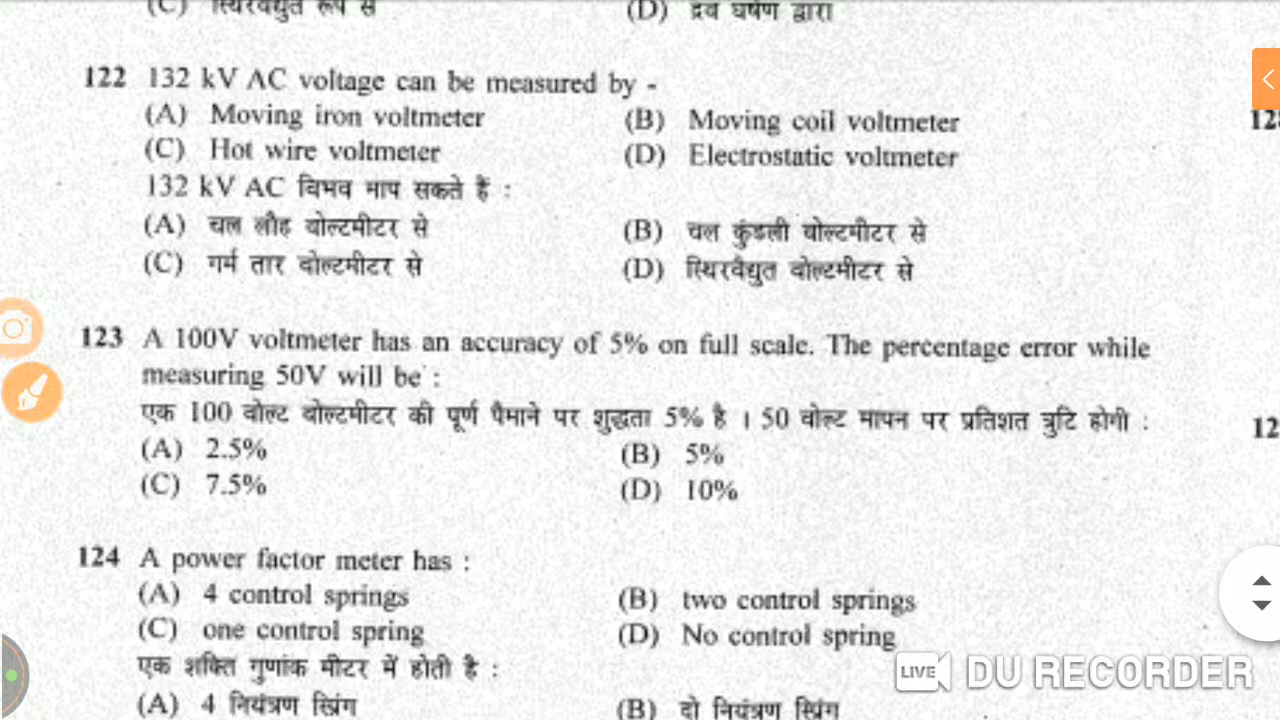 (C) स्थिरवैद्युत रूप से (D) द्रव घर्षण द्वारा
122 132 kV AC voltage can be measured by -
(A) Moving iron voltmeter (B) Moving coil voltmeter
(C) Hot wire voltmeter (D) Electrostatic voltmeter
132 kV AC विभव माप सकते हैं :
(A) चल लौह वोल्टमीटर से (B) चल कुंडली वोल्टमीटर से
(C) गर्म तार वोल्टमीटर से (D) स्थिरवैद्युत वोल्टमीटर से
123 A 100V voltmeter has an accuracy of 5% on full scale. The percentage error while
measuring 50V will be :
एक 100 वोल्ट वोल्टमीटर की पूर्ण पैमाने पर शुद्धता 5% है । 50 वोल्ट मापन पर प्रतिशत त्रुटि होगी :
(A) 2.5% (B) 5%
(C) 7.5% (D) 10%
124 A power factor meter has :
(A) 4 control springs (B) two control springs
(C) one control spring (D) No control spring
एक शक्ति गुणांक मीटर में होती है :
(A) 4 नियंत्रण स्प्रिंग (B) दो नियंत्रण स्प्रिंग
12
LIVE DU RECORDER